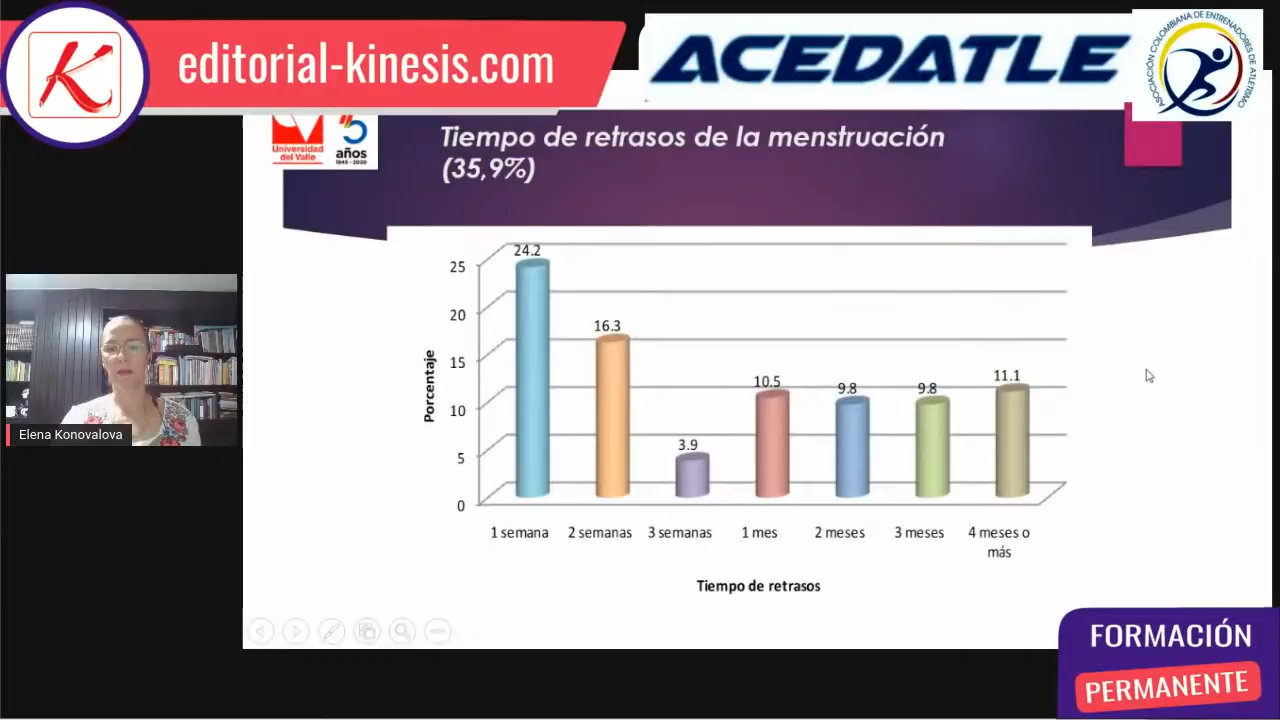 editorial-kinesis.com
ACEDATLE
ASOCIACIÓN COLOMBIANA DE ENTRENADORES DE ATLETISMO
K
Universidad
del Valle
75
años
1945 - 2020
Tiempo de retrasos de la menstruación
(35,9%)
Porcentaje
25
20
15
10
5
0
24.2
16.3
3.9
10.5
9.8
9.8
11.1
1 semana
2 semanas
3 semanas
1 mes
2 meses
3 meses
4 meses o
más
Tiempo de retrasos
Elena Konovalova
FORMACIÓN
PERMANENTE